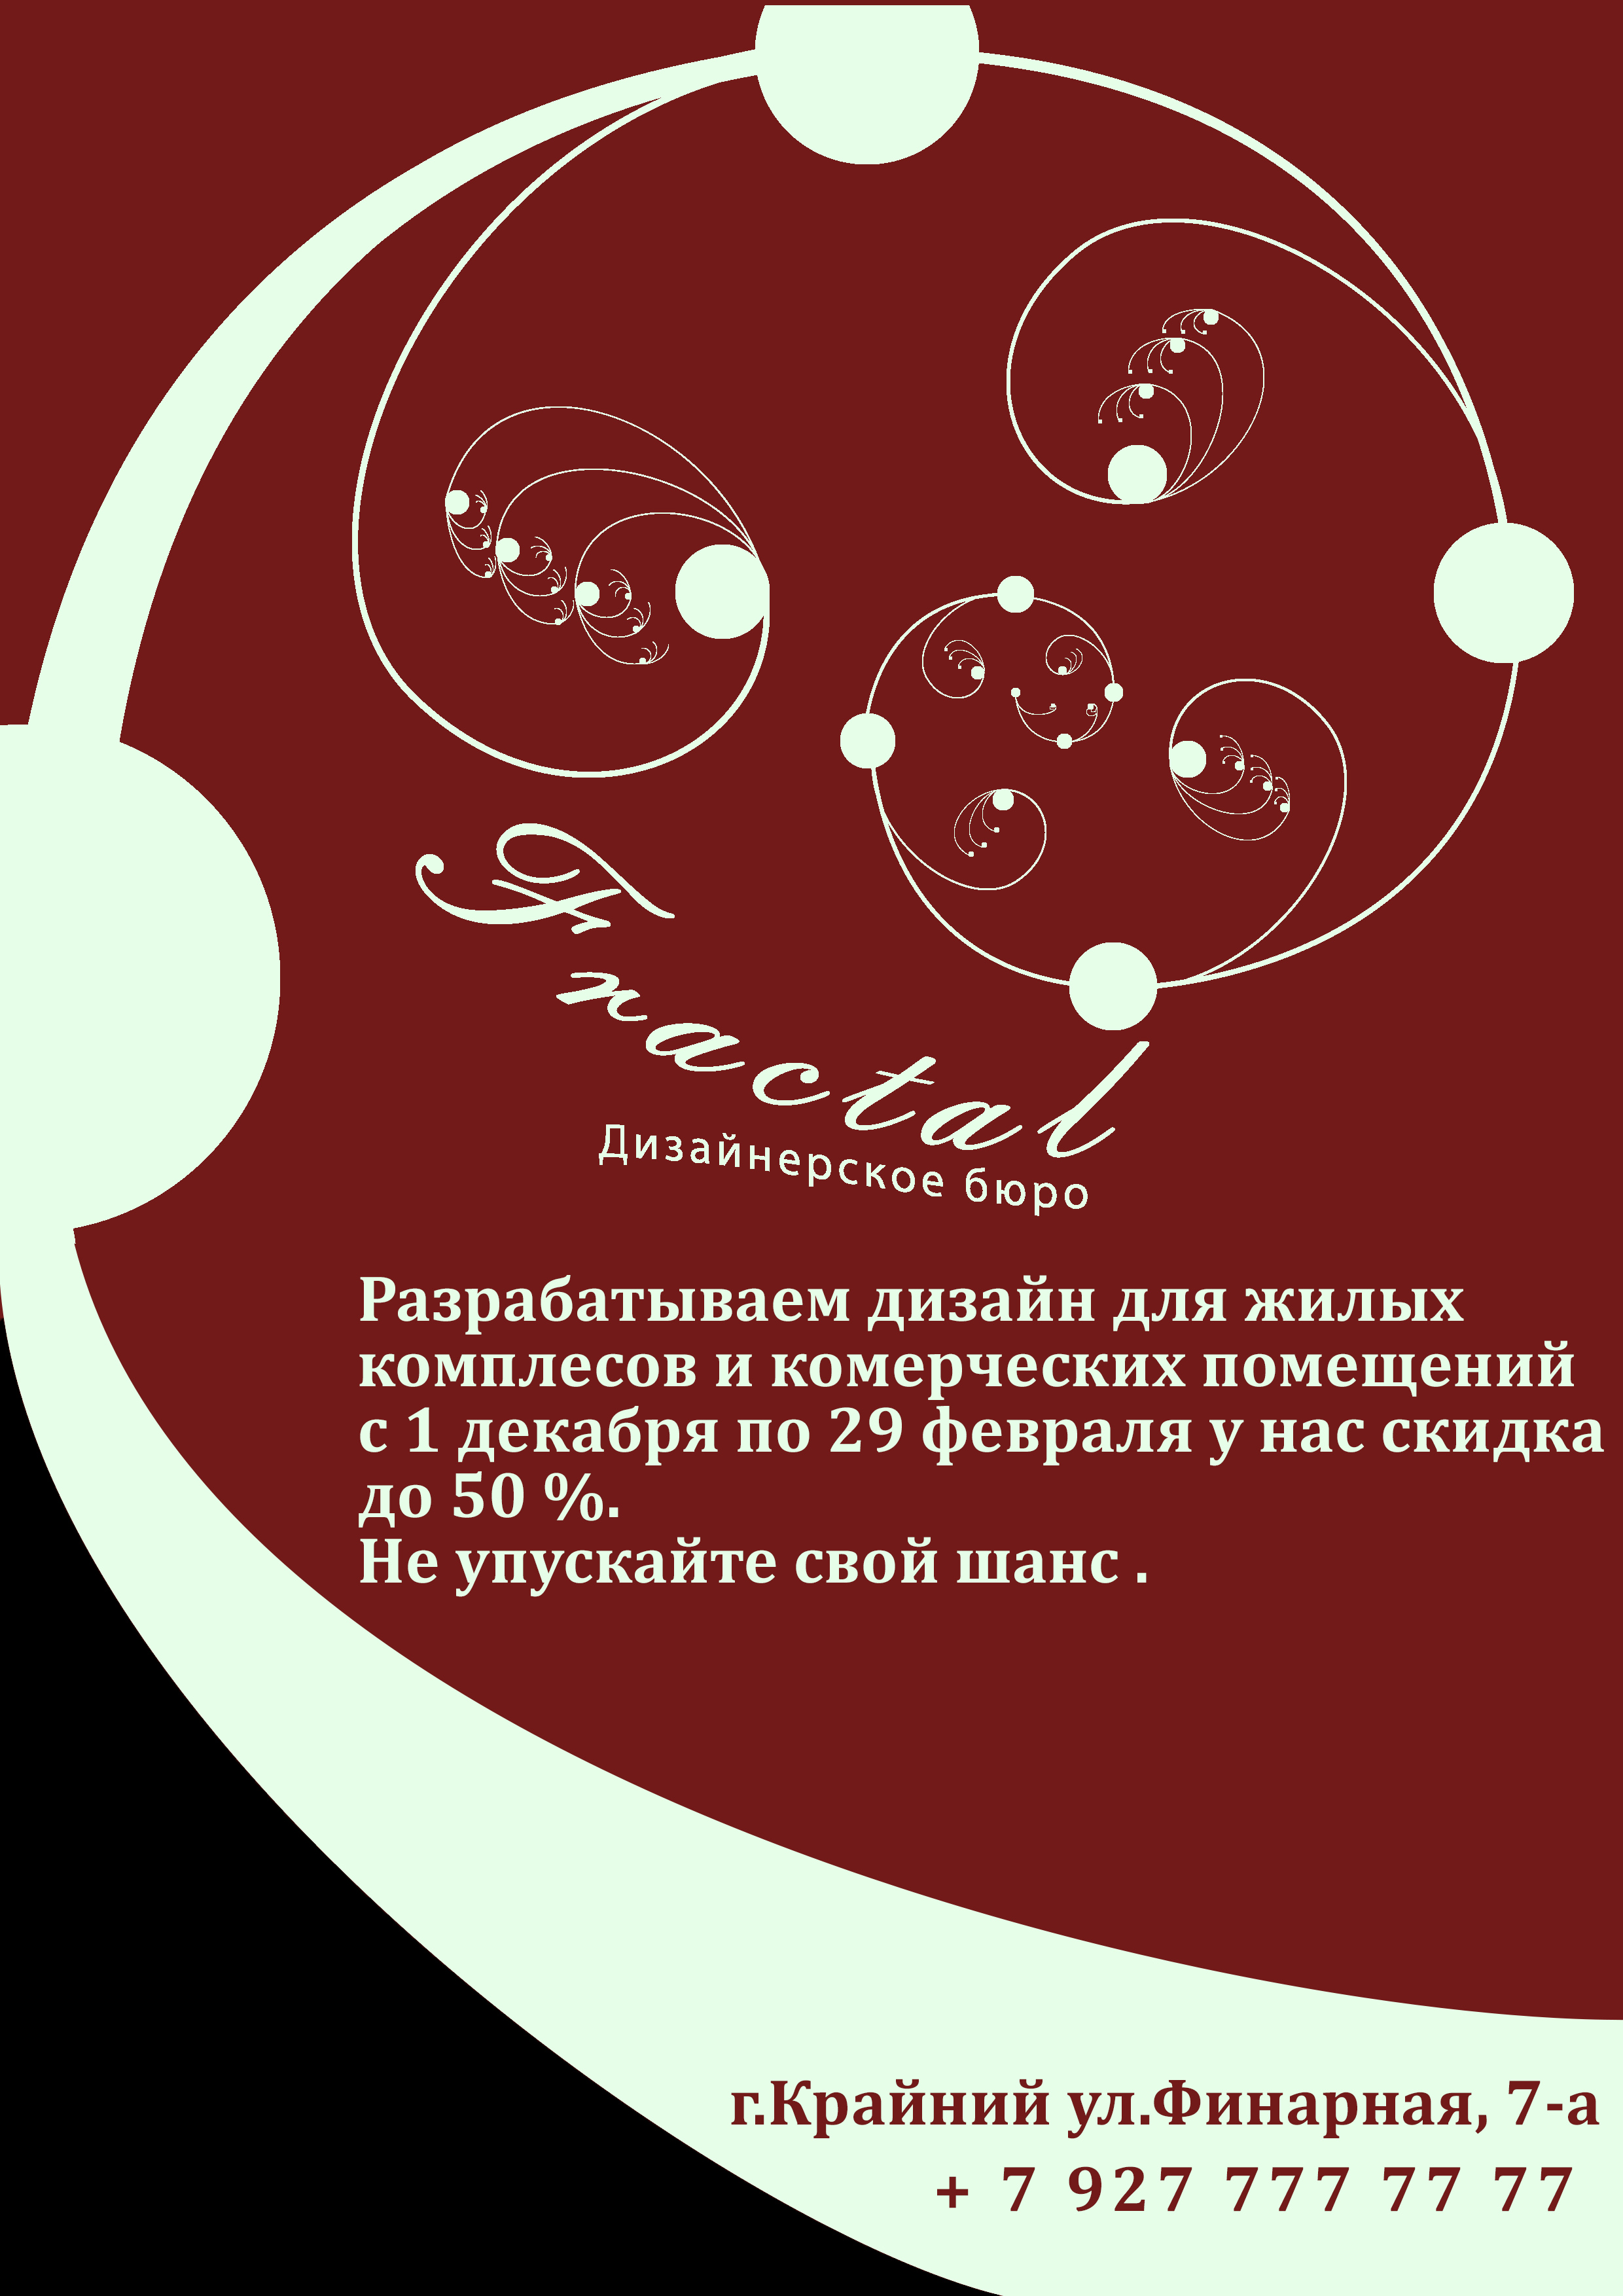 Fractal
Дизайнерское бюро
Разрабатываем дизайн для жилых
комплесов и комерческих помещений
с 1 декабря по 29 февраля у нас скидка
до 50 %.
Не упускайте свой шанс .
г.Крайний ул.Финарная, 7-а
+ 7 927 777 77 77